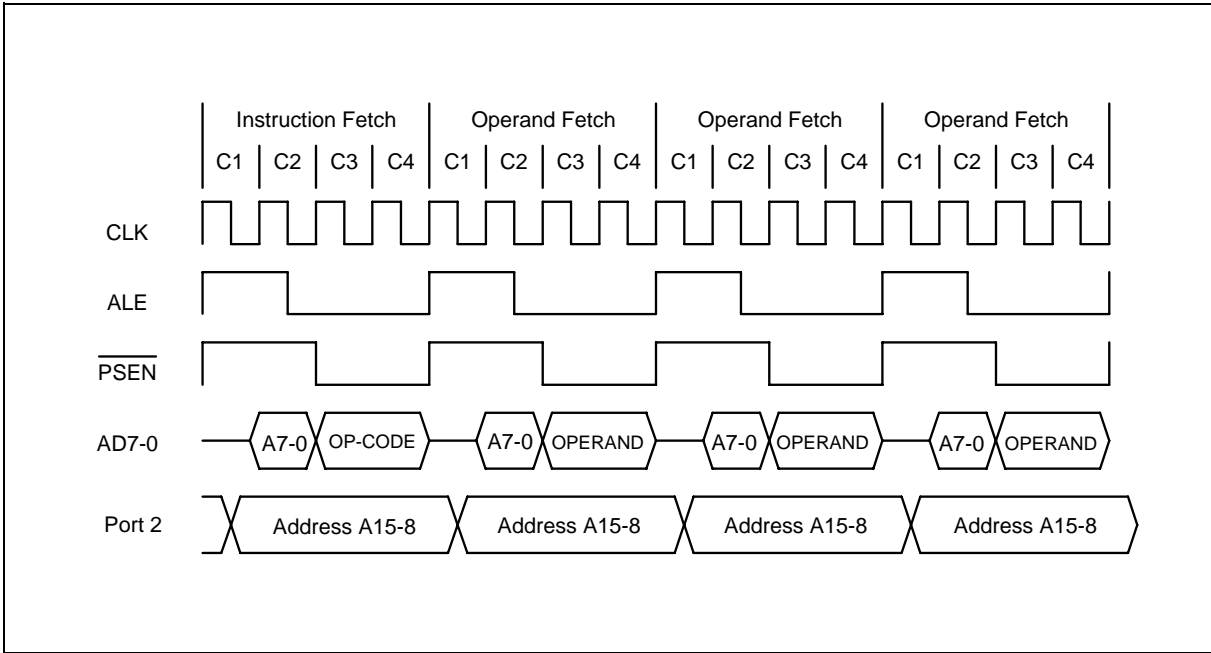 Instruction Fetch Operand Fetch Operand Fetch Operand Fetch
C1 C2 C3 C4 C1 C2 C3 C4 C1 C2 C3 C4 C1 C2 C3 C4
CLK
ALE
PSEN
AD7-0 A7-0 OP-CODE A7-0 OPERAND A7-0 OPERAND A7-0 OPERAND
Port 2 Address A15-8 Address A15-8 Address A15-8 Address A15-8